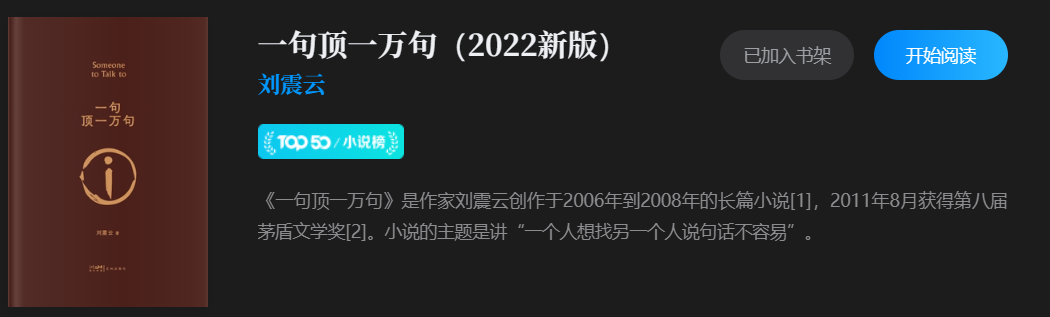 Someone
to Talk to
一句
顶一万句
刘震云 著
一句顶一万句（2022新版）
已加入书架
开始阅读
刘震云
TOP 50 / 小说榜
《一句顶一万句》是作家刘震云创作于2006年到2008年的长篇小说[1]，2011年8月获得第八届
茅盾文学奖[2]。小说的主题是讲“一个人想找另一个人说句话不容易”。